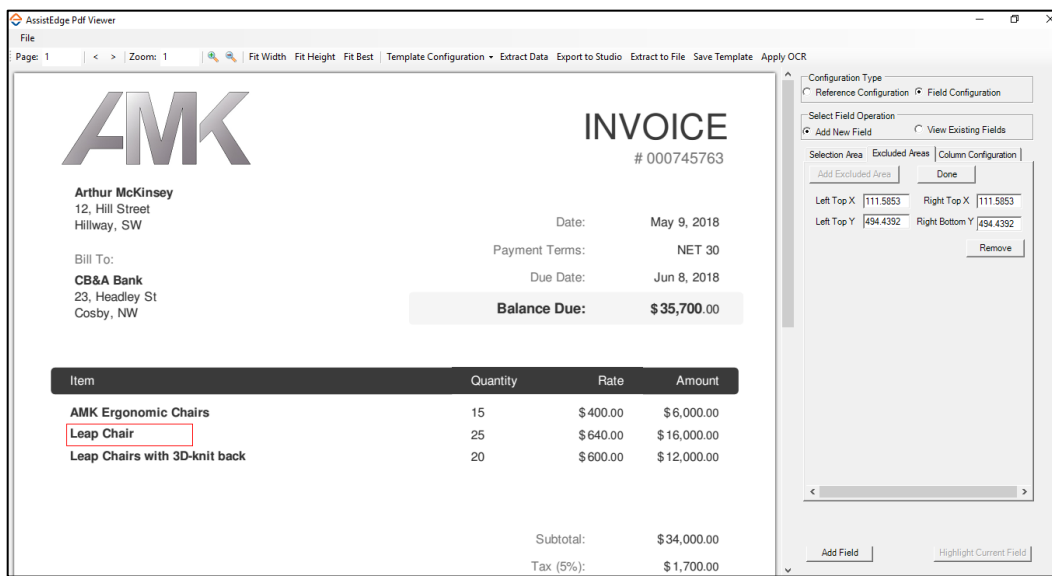 AssistEdge Pdf Viewer
File
Page: 1 < > Zoom: 1 Fit Width Fit Height Fit Best Template Configuration Extract Data Export to Studio Extract to File Save Template Apply OCR
AMK
INVOICE
# 000745763
Arthur McKinsey
12, Hill Street
Hillway, SW
Date: May 9, 2018
Payment Terms: NET 30
Bill To:
Due Date: Jun 8, 2018
CB&A Bank
23, Headley St
Cosby, NW
Balance Due: $35,700.00
Item Quantity Rate Amount
AMK Ergonomic Chairs 15 $400.00 $6,000.00
Leap Chair 25 $640.00 $16,000.00
Leap Chairs with 3D-knit back 20 $600.00 $12,000.00
Subtotal: $34,000.00
Tax (5%): $1,700.00
Configuration Type
Reference Configuration Field Configuration
Select Field Operation
Add New Field View Existing Fields
Selection Area Excluded Areas Column Configuration
Add Excluded Area Done
Left Top X 111.5853 Right Top X 111.5853
Left Top Y 494.4392 Right Bottom Y 494.4392
Remove
Add Field Highlight Current Field